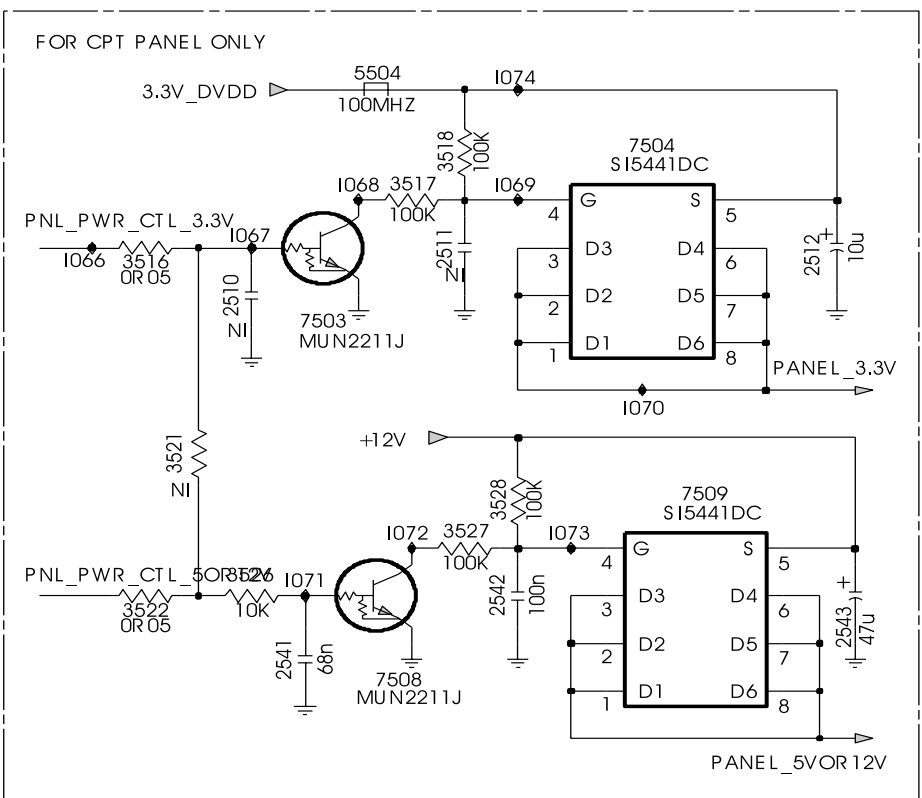 FOR CPT PANEL ONLY
5504
I074
3.3V_DVDD
100MHZ
3518
100K
7504
SI5441DC
I068
3517
I069
100K
G
S
4
5
PNL_PWR_CTL_3.3V
I067
I066
3516
0R05
2511
NI
D3
D4
3
6
2512
10u
2510
NI
D2
D5
2
7
7503
MUN2211J
D1
D6
1
8
PANEL_3.3V
I070
3521
NI
+12V
3528
100K
7509
SI5441DC
I072
3527
I073
100K
G
S
4
5
PNL_PWR_CTL_5OR12V
3526
I071
3522
0R05
10K
2542
100n
D3
D4
3
6
2543
47u
2541
68n
D2
D5
2
7
7508
MUN2211J
D1
D6
1
8
PANEL_5VOR12V